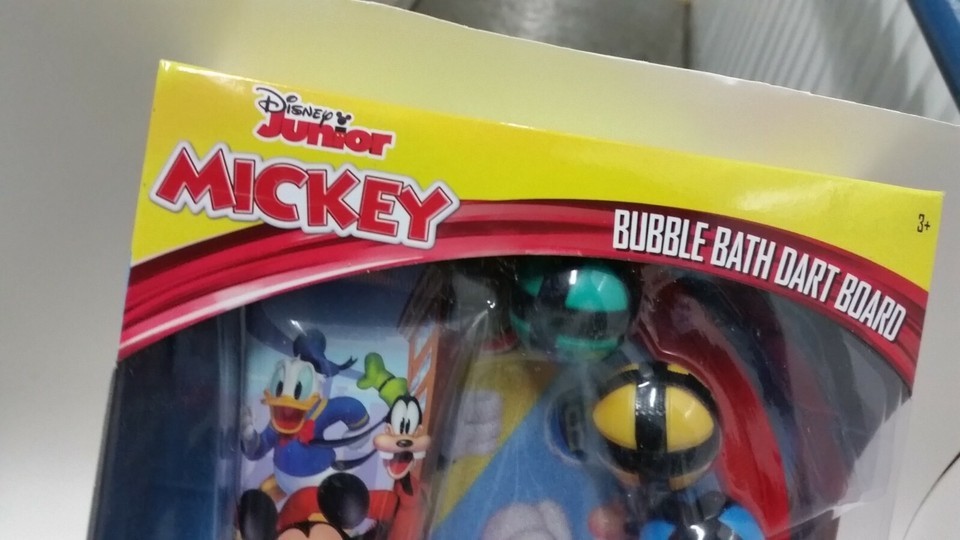 Disney
Junior
MICKEY
BUBBLE BATH DART BOARD
3+